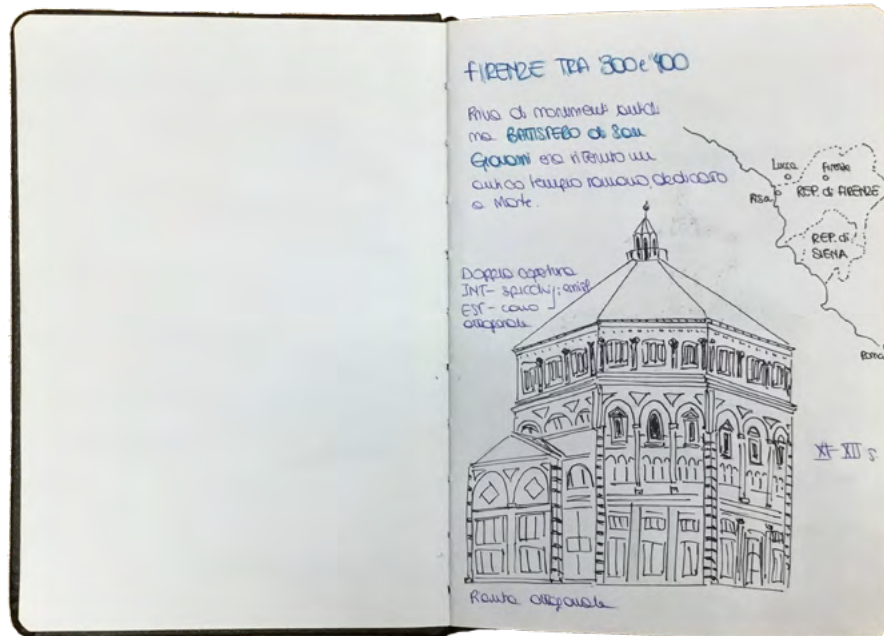 FIRENZE TRA '300 e '400
Priva di monumenti antichi
ma BATTISTERO di San
Giovanni era ritenuto un
antico tempio romano, dedicato
a Marte.
Lucca
Firenze
Pisa
REP. di FIRENZE
REP. di
SIENA
Roma
Doppia copertura
INT- spicchi,
EST- cono
ottagonale
XI-XII s
Pianta ottagonale